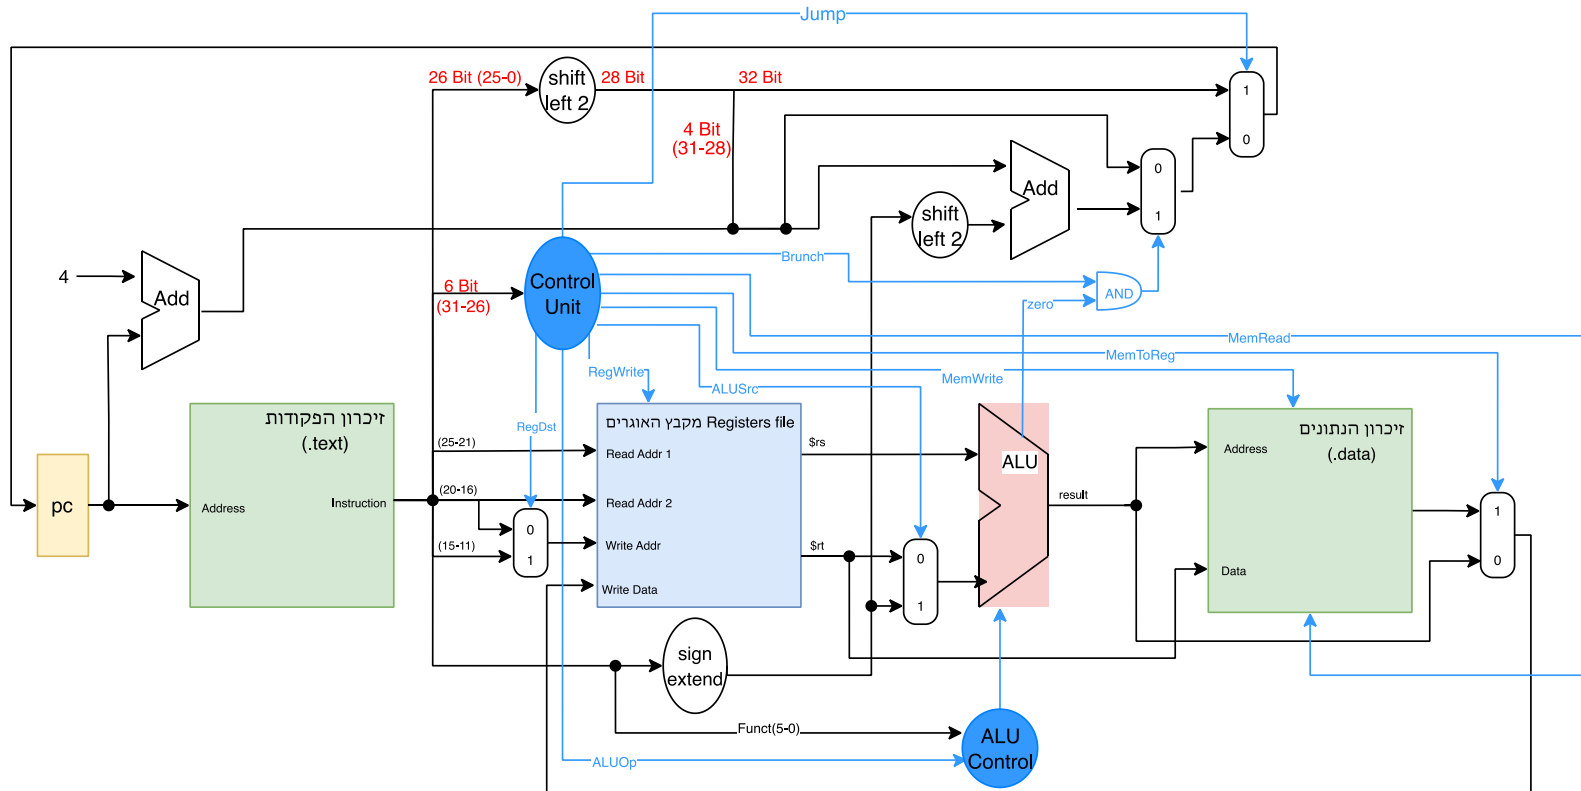 Jump
26 Bit (25-0)
shift
left 2
28 Bit
32 Bit
1
0
4 Bit
(31-28)
Add
0
1
shift
left 2
4
Add
Brunch
AND
zero
6 Bit
(31-26)
Control
Unit
MemRead
MemToReg
MemWrite
RegWrite
ALUSrc
RegDst
זיכרון הפקודות
(.text)
Address
Instruction
pc
(25-21)
(20-16)
(15-11)
0
1
מקבץ האוגרים Registers file
Read Addr 1
Read Addr 2
Write Addr
Write Data
$rs
$rt
0
1
ALU
result
זיכרון הנתונים
(.data)
Address
Data
1
0
sign
extend
Funct(5-0)
ALUOp
ALU
Control